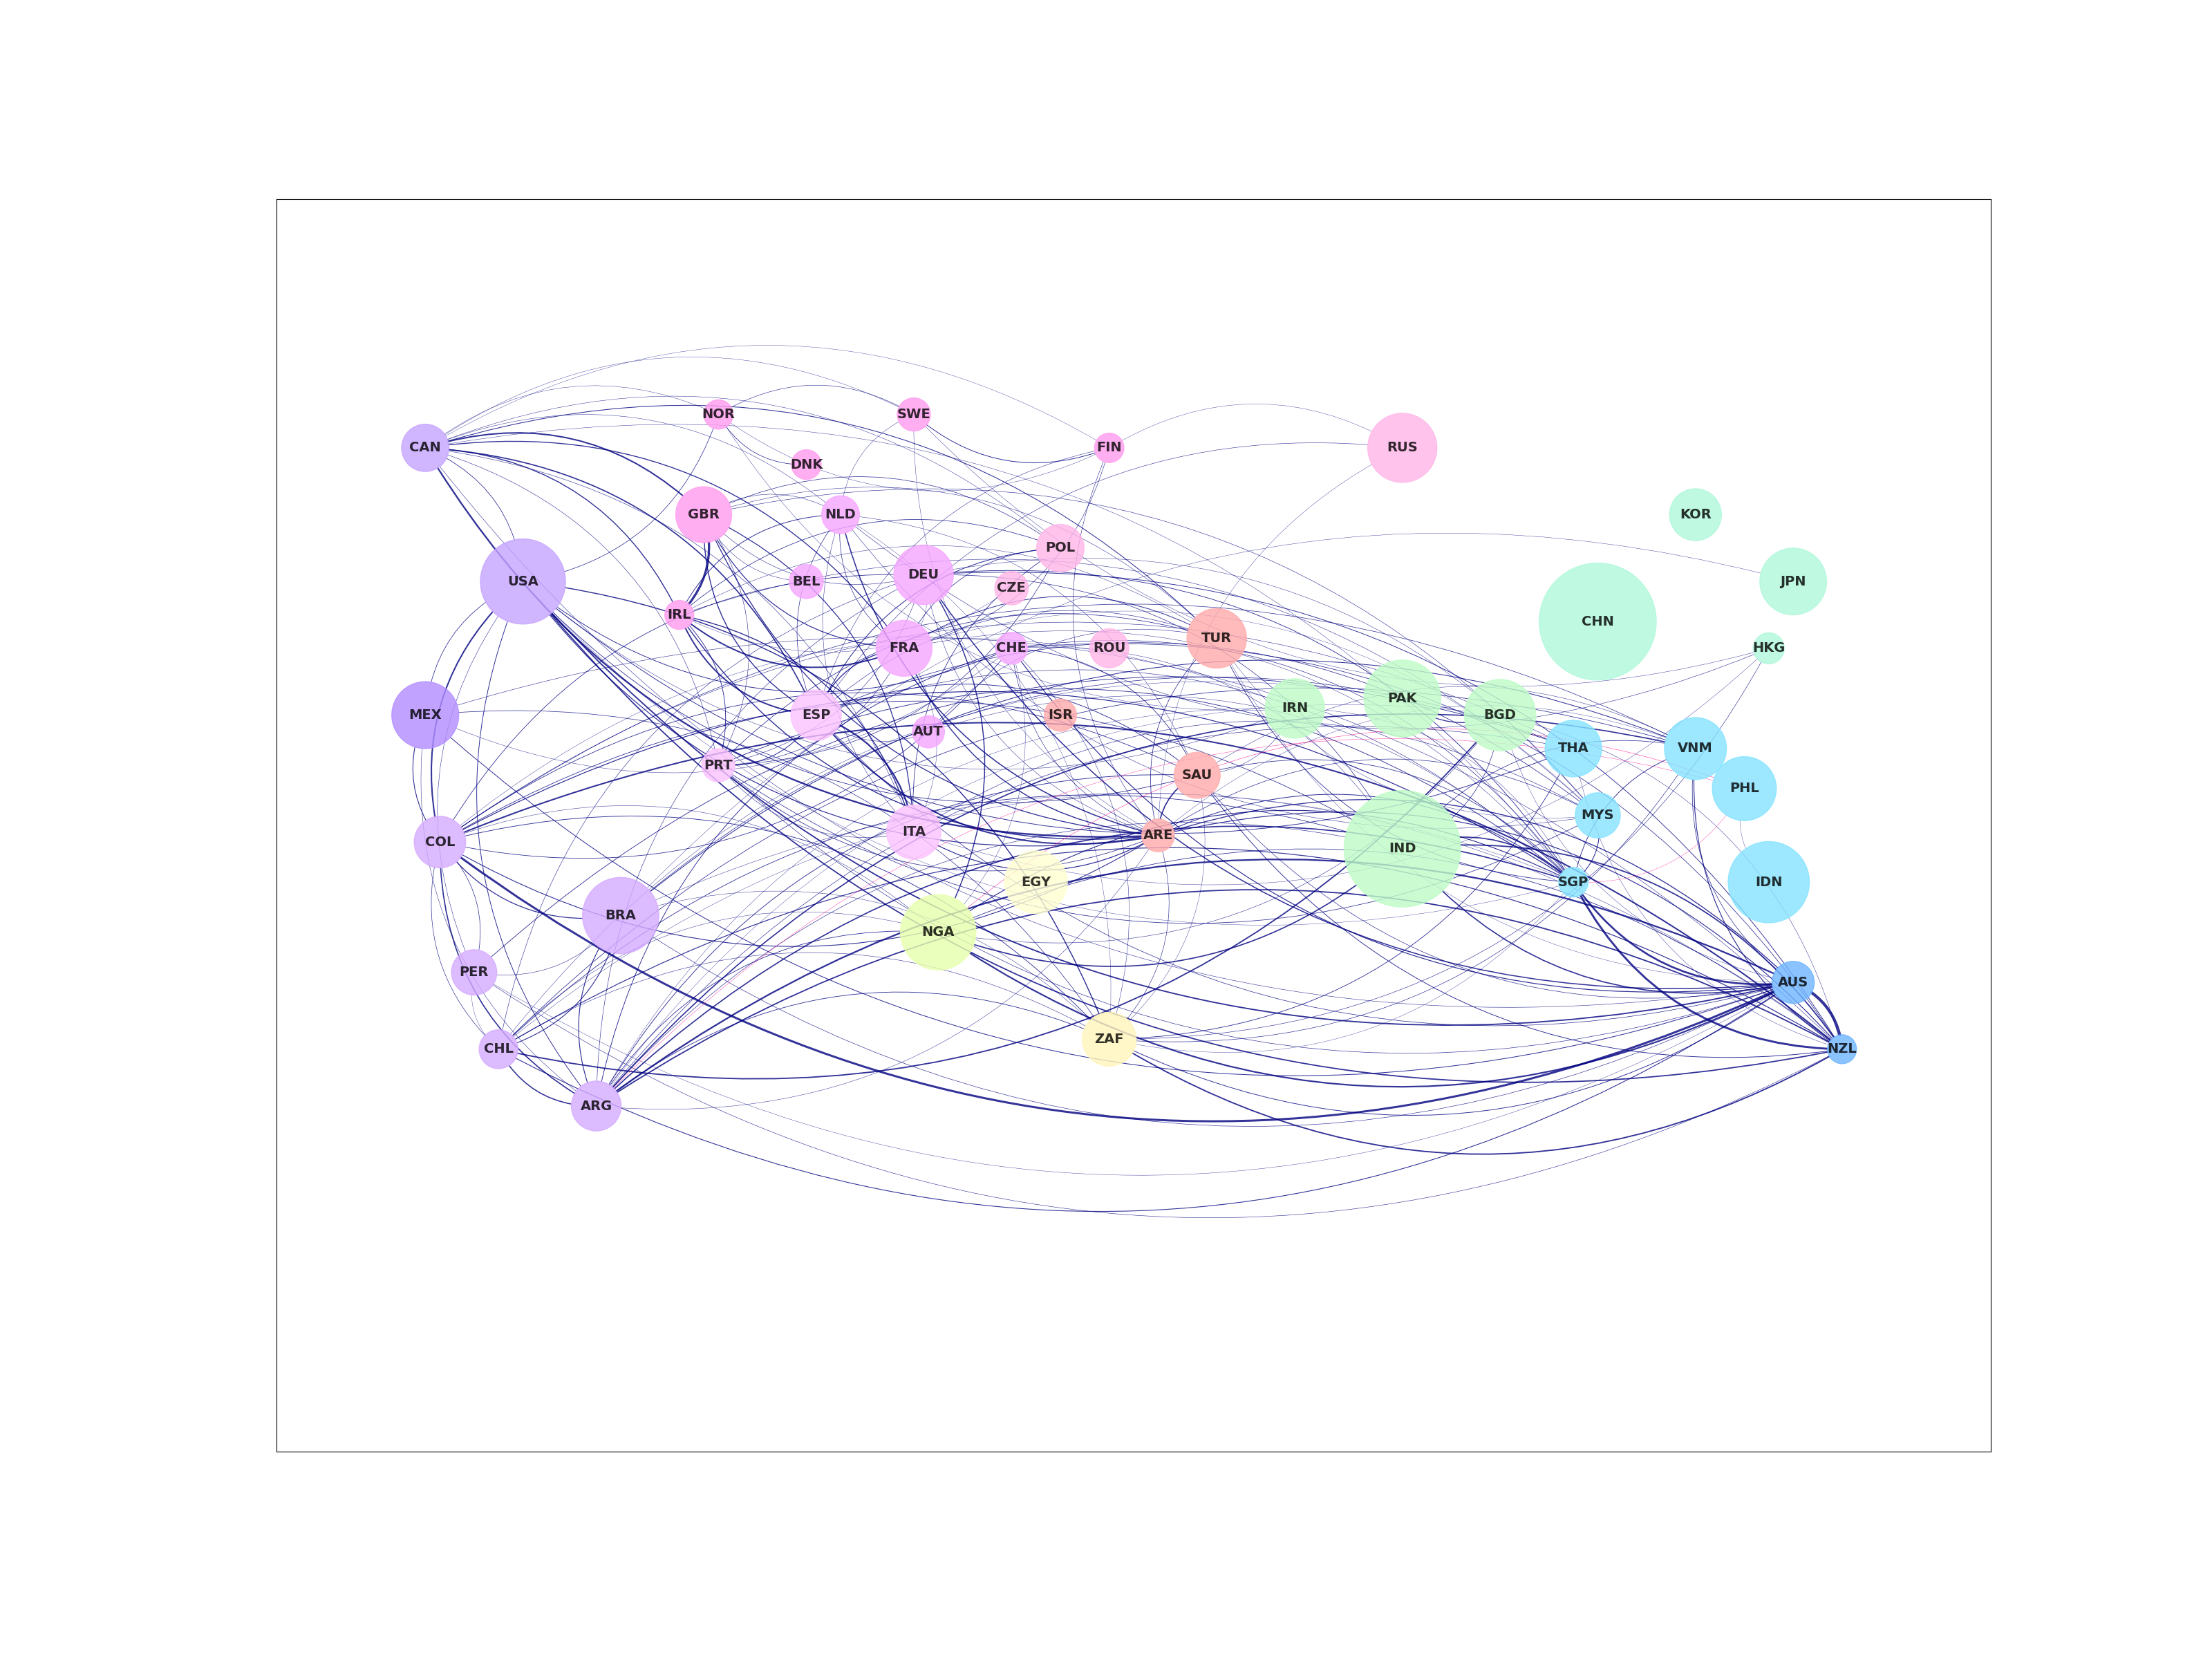 NOR
SWE
CAN
FIN
RUS
DNK
GBR
NLD
KOR
POL
DEU
USA
BEL
CZE
JPN
IRL
CHN
TUR
FRA
CHE
ROU
HKG
PAK
IRN
MEX
ESP
ISR
BGD
AUT
THA
VNM
PRT
SAU
PHL
MYS
ITA
ARE
COL
IND
EGY
SGP
IDN
BRA
NGA
PER
AUS
ZAF
CHL
NZL
ARG